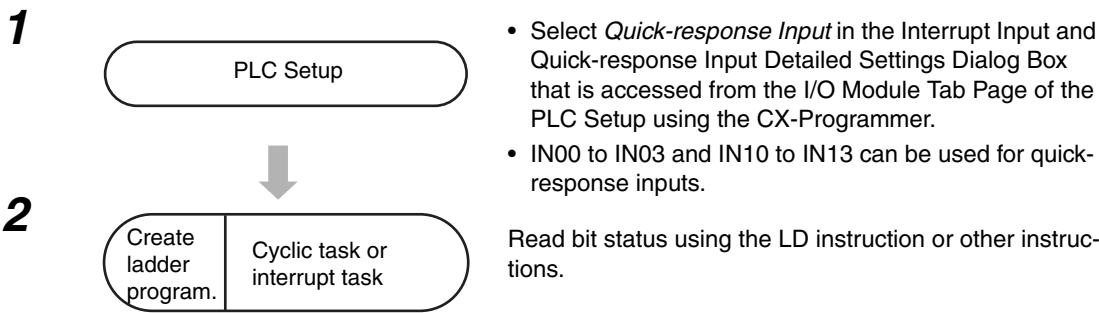 1
PLC Setup
• Select Quick-response Input in the Interrupt Input and
Quick-response Input Detailed Settings Dialog Box
that is accessed from the I/O Module Tab Page of the
PLC Setup using the CX-Programmer.
• IN00 to IN03 and IN10 to IN13 can be used for quick-
response inputs.
2
Create
ladder
program.
Cyclic task or
interrupt task
Read bit status using the LD instruction or other instruc-
tions.